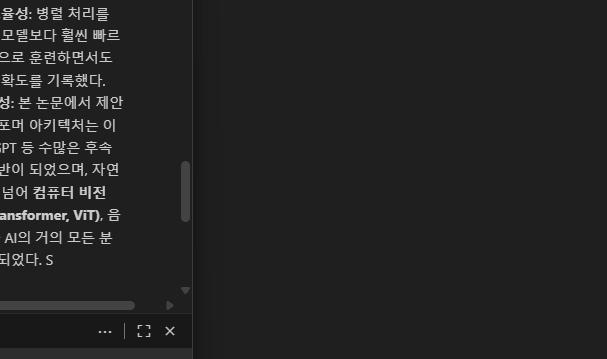 율성: 병렬 처리를
모델보다 훨씬 빠르
으로 훈련하면서도
확도를 기록했다.
성: 본 논문에서 제안
포머 아키텍처는 이
GPT 등 수많은 후속
반이 되었으며, 자연
넘어 컴퓨터 비전
ansformer, ViT), 음
AI의 거의 모든 분
되었다. S